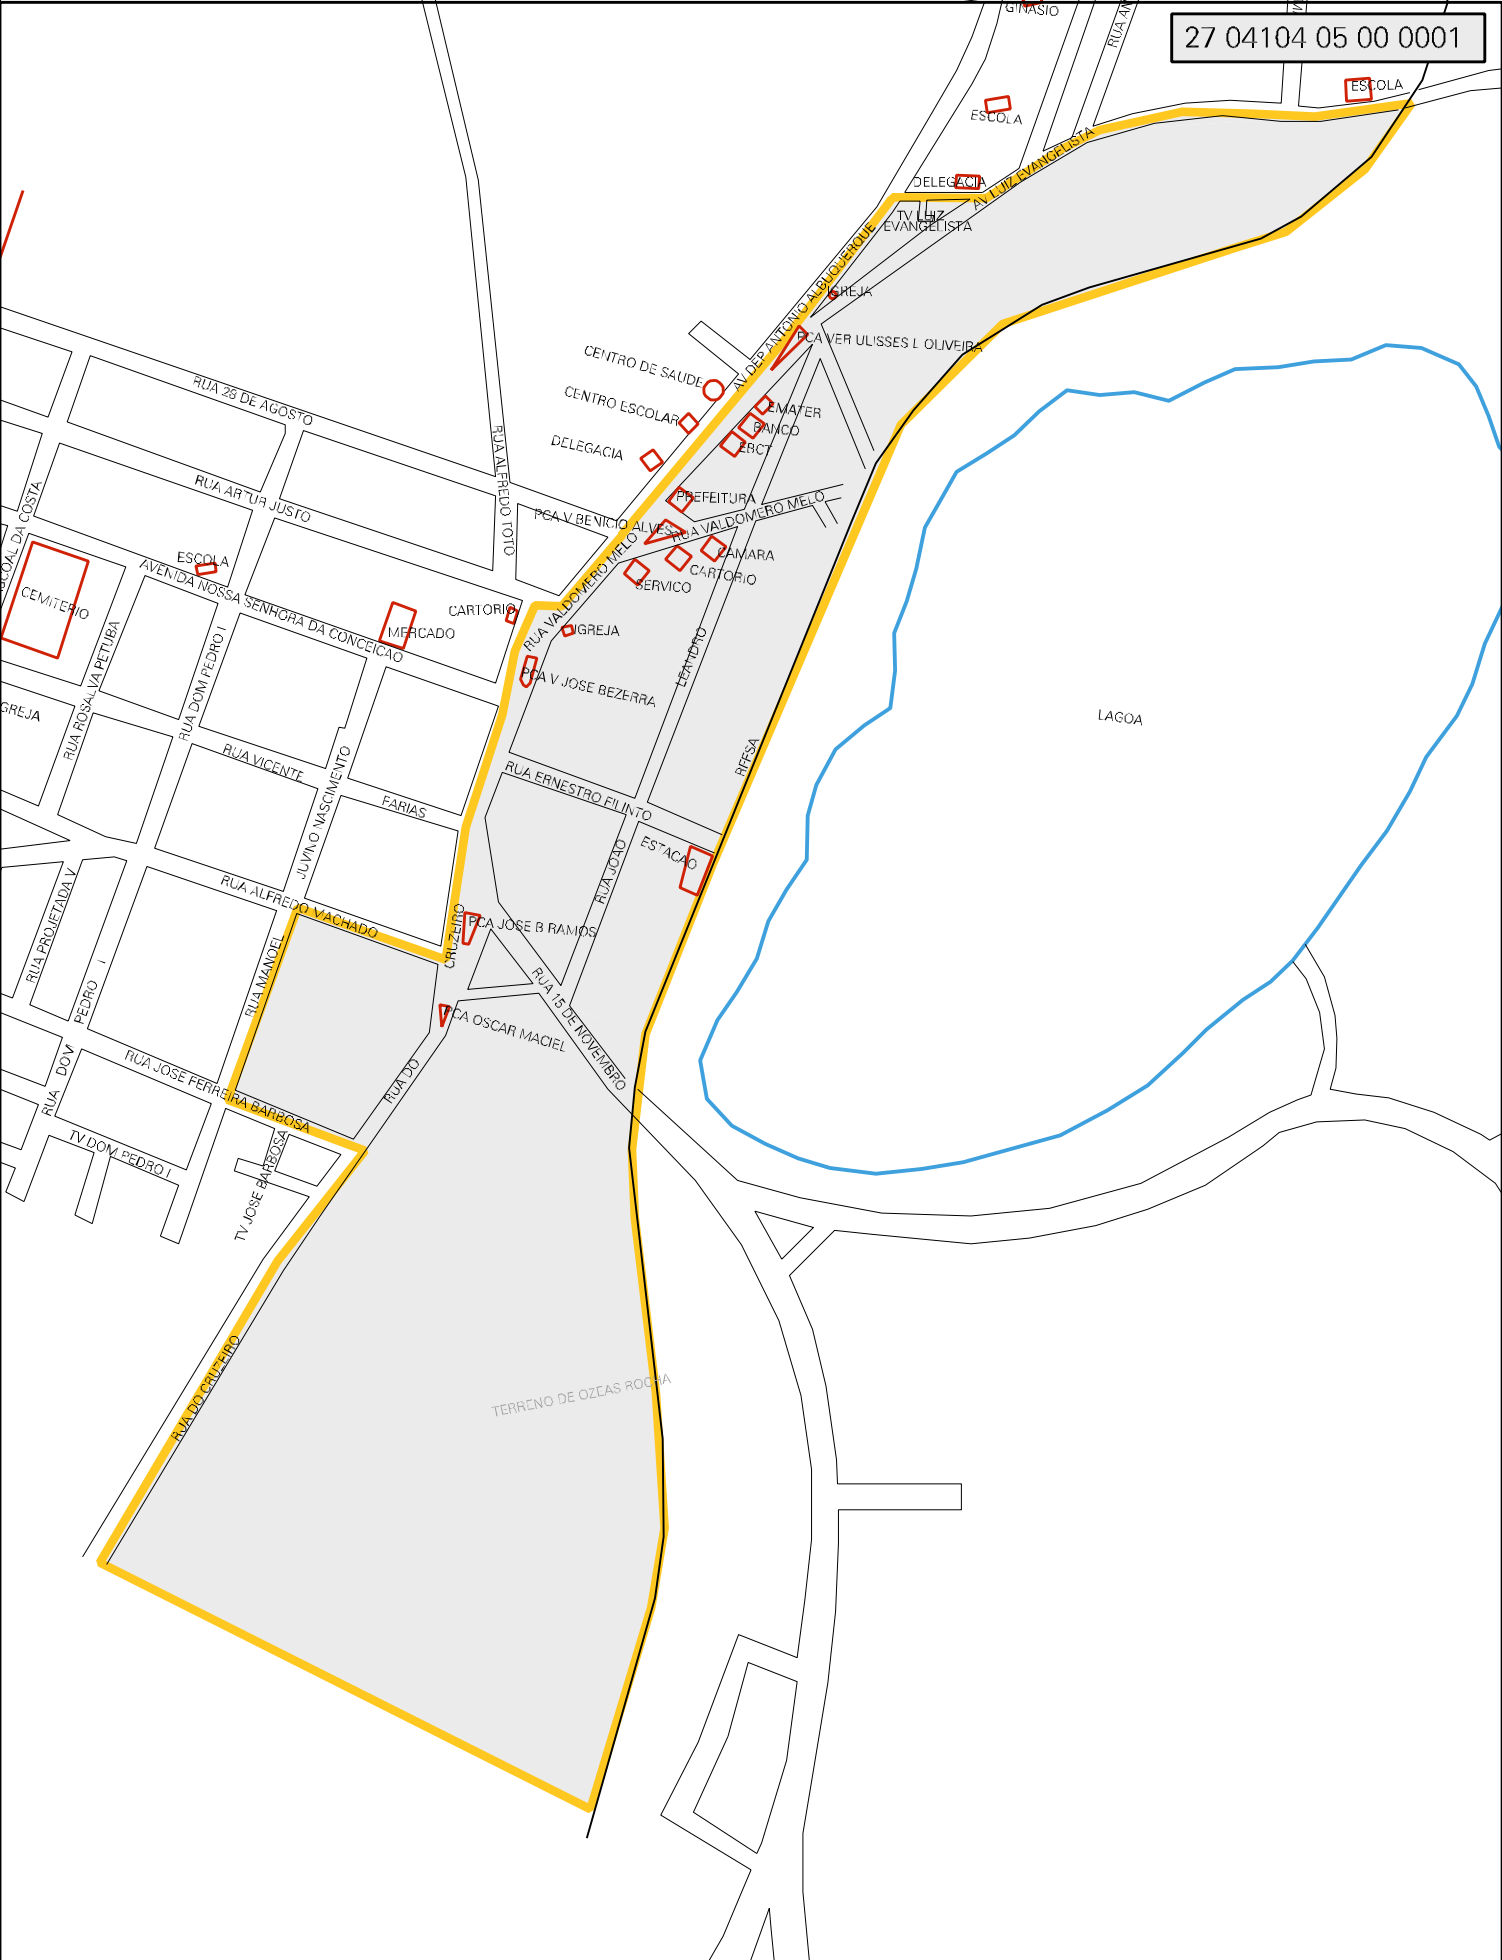 GINASIO
27 04104 05 00 0001
ESCOLA
ESCOLA
DELEGACIA
AV LUIZ EVANGELISTA
TV LUIZ
EVANGELISTA
AV DEP ANTONIO ALBUQUERQUE
IGREJA
PCA VER ULISSES L OLIVEIRA
CENTRO DE SAUDE
CENTRO ESCOLAR
EMATER
BANCO
EBCT
DELEGACIA
RUA 28 DE AGOSTO
RUA ALFREDO TOTO
RUA ARTUR JUSTO
PREFEITURA
PCA V BENICIO ALVES
RUA VALDOMERO MELO
CAMARA
CARTORIO
SERVICO
RUA VALDOMERO MELO
ESCOLA
AVENIDA NOSSA SENHORA DA CONCEICAO
CEMITERIO
MERCADO
CARTORIO
IGREJA
PCA V JOSE BEZERRA
LEANDRO
RUA ROSALVA PETUBA
RUA DOM PEDRO I
GREJA
LAGOA
RFFSA
RUA VICENTE
FARIAS
JUVINO NASCIMENTO
RUA ERNESTRO FILINTO
ESTACAO
RUA JOAO
RUA ALFREDO MACHADO
CRUZEIRO
PCA JOSE B RAMOS
RUA PROJETADA V
RUA MANOEL
PEDRO I
RUA 15 DE NOVEMBRO
PCA OSCAR MACIEL
RUA DOM
RUA JOSE FERREIRA BARBOSA
RUA DO
TV DOM PEDRO I
TV JOSE BARBOSA
RUA DO CRUZEIRO
TERRENO DE OZEAS ROCHA